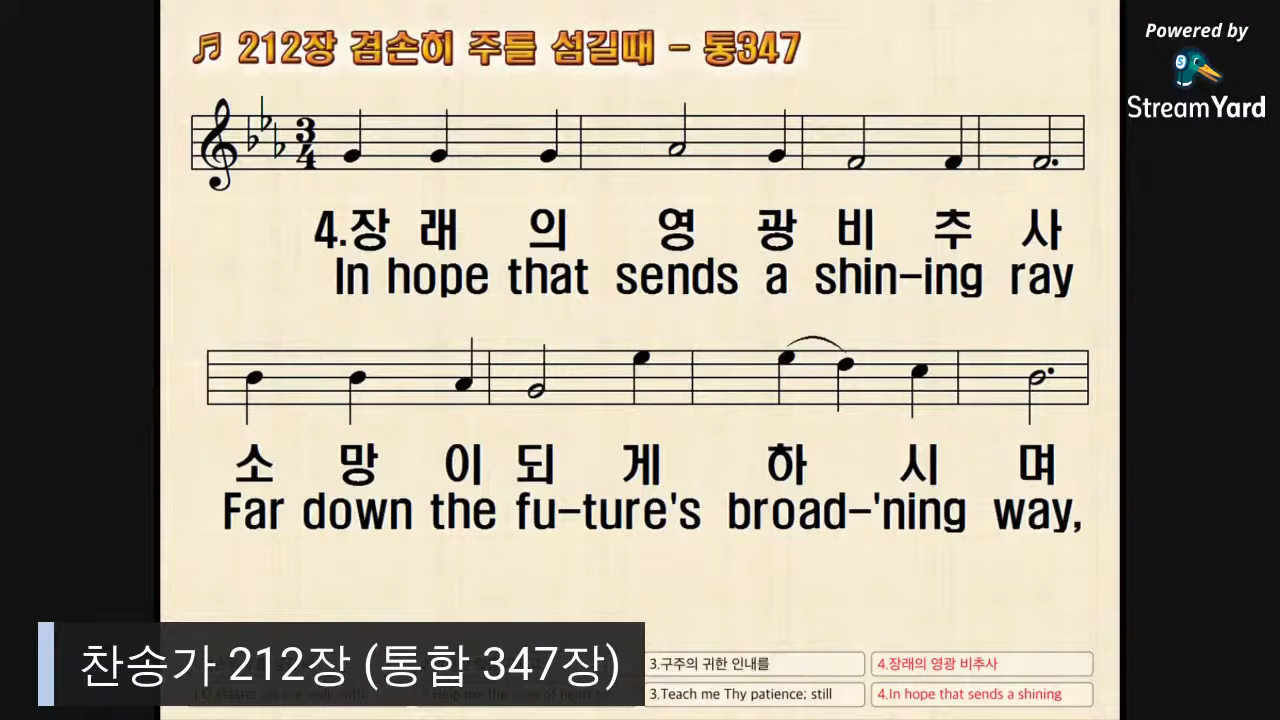 212장 겸손히 주를 섬길때 - 통347
Powered by
StreamYard
3
4
4.장 래 의 영 광 비 추 사
In hope that sends a shin-ing ray
소 망 이 되 게 하 시 며
Far down the fu-ture's broad-'ning way,
찬송가 212장 (통합 347장)
3.구주의 귀한 인내를
4.장래의 영광 비추사
3.Teach me Thy patience; still
4.In hope that sends a shining